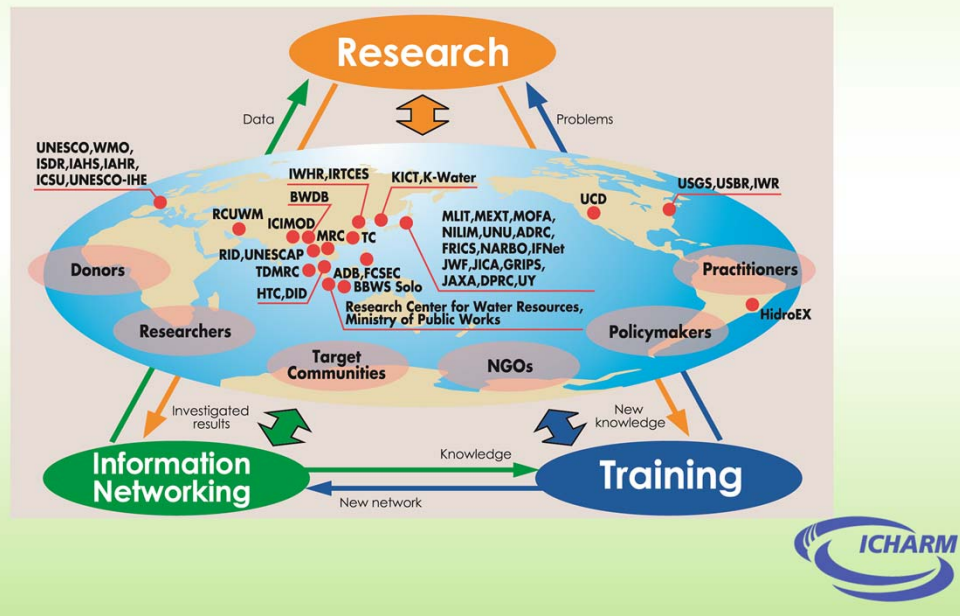 Research
Data
Problems
UNESCO,WMO,
ISDR,IAHS,IAHR,
ICSU,UNESCO-IHE
IWHR,IRTCES
KICT,K-Water
BWDB
RCUWM
ICIMOD
MRC
TC
RID,UNESCAP
TDMRC
ADB,FCSEC
HTC,DID
BBWS Solo
Research Center for Water Resources,
Ministry of Public Works
MLIT,MEXT,MOFA,
NILIM,UNU,ADRC,
FRICS,NARBO,IFNet
JWF,JICA,GRIPS,
JAXA,DPRC,UY
UCD
USGS,USBR,IWR
HidroEX
Donors
Practitioners
Researchers
Policymakers
Target
Communities
NGOs
Investigated
results
New
knowledge
Information
Networking
Knowledge
New network
Training
ICHARM